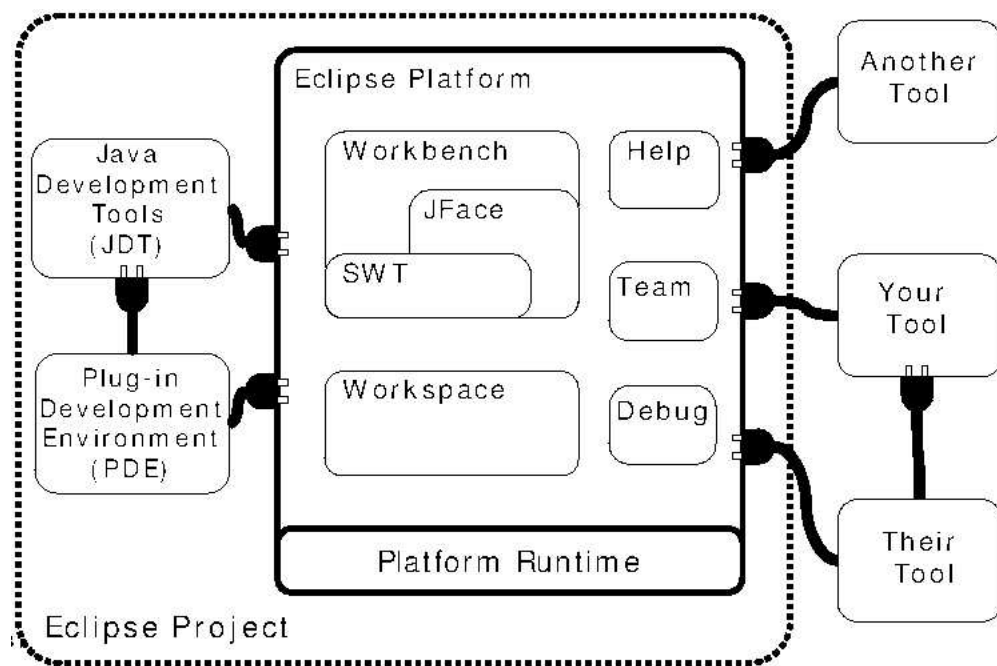 Eclipse Platform
Another
Tool
Java
Development
Tools
(JDT)
Workbench
JFace
SWT
Help
Team
Your
Tool
Plug-in
Development
Environment
(PDE)
Workspace
Debug
Their
Tool
Platform Runtime
Eclipse Project